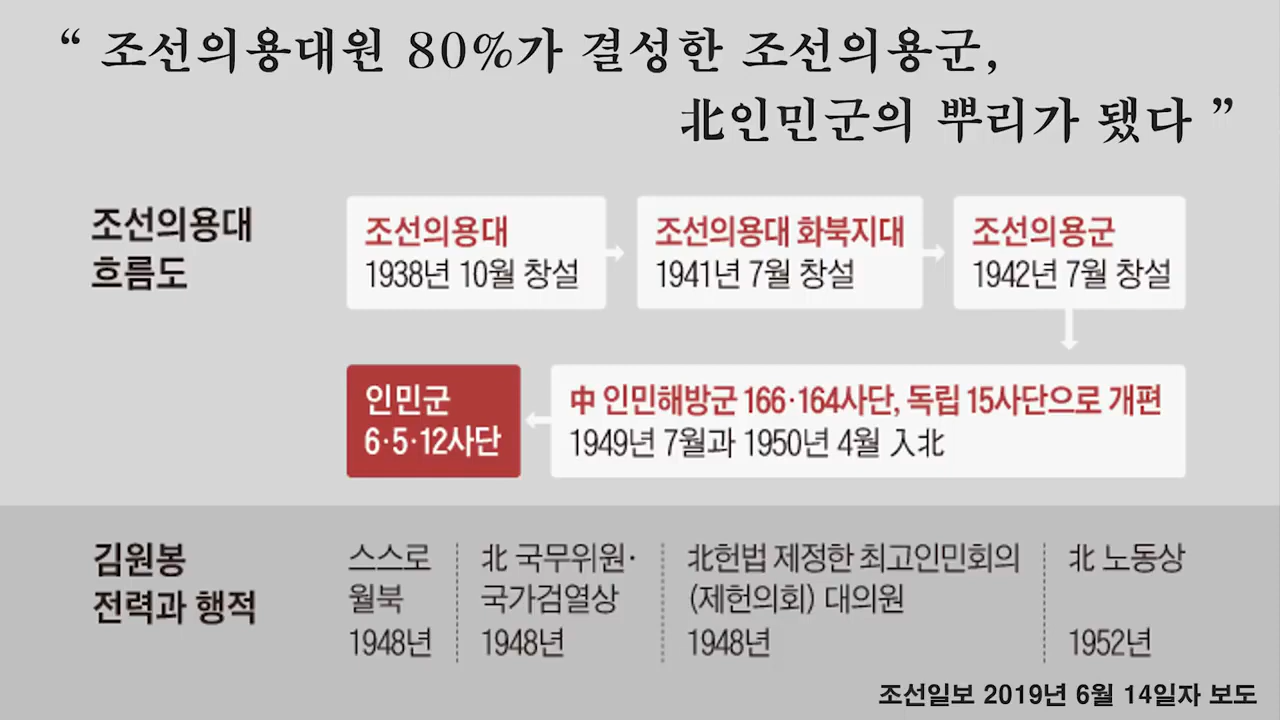 “ 조선의용대원 80%가 결성한 조선의용군,
北인민군의 뿌리가 됐다 ”
조선의용대
흐름도
조선의용대
1938년 10월 창설
조선의용대 화북지대
1941년 7월 창설
조선의용군
1942년 7월 창설
中 인민해방군 166·164사단, 독립 15사단으로 개편
1949년 7월과 1950년 4월 入北
인민군
6·5·12사단
김원봉
전력과 행적
스스로
월북
1948년
北 국무위원·
국가검열상
1948년
北헌법 제정한 최고인민회의
(제헌의회) 대의원
1948년
北 노동상
1952년
조선일보 2019년 6월 14일자 보도